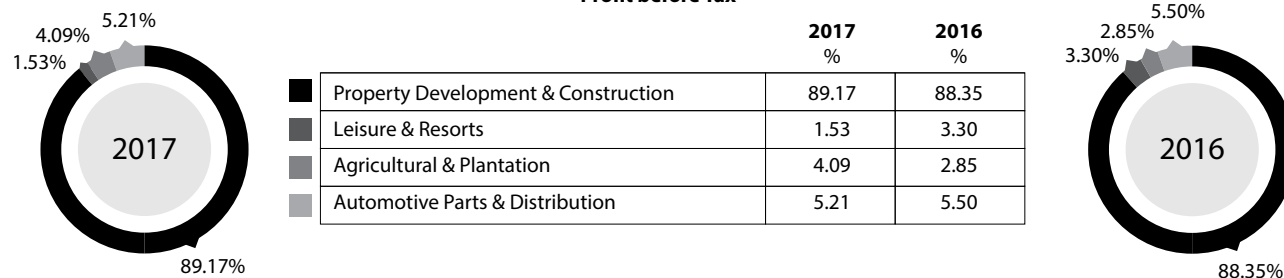 Profit before Tax
5.21%
4.09%
1.53%
2017
89.17%
2017 2016
% %
Property Development & Construction 89.17 88.35
Leisure & Resorts 1.53 3.30
Agricultural & Plantation 4.09 2.85
Automotive Parts & Distribution 5.21 5.50
5.50%
2.85%
3.30%
2016
88.35%